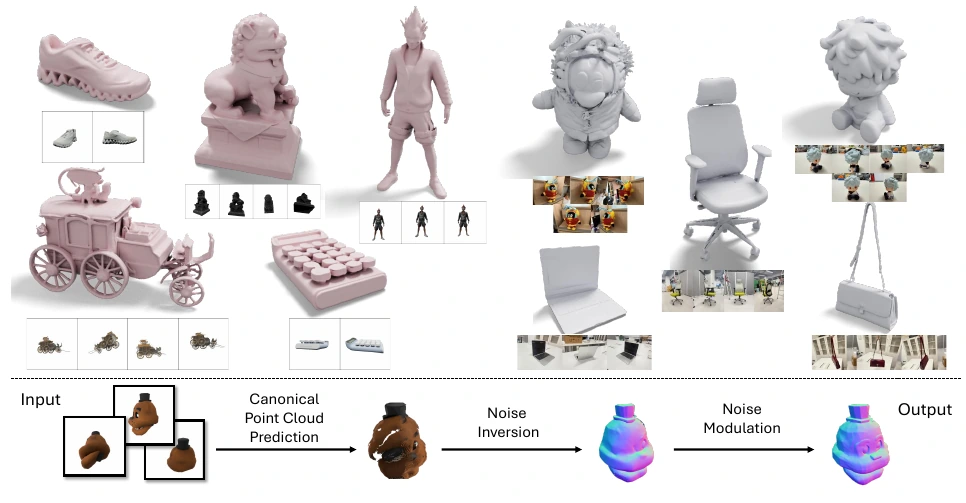 Input
Canonical
Point Cloud
Prediction
Noise
Inversion
Noise
Modulation
Output